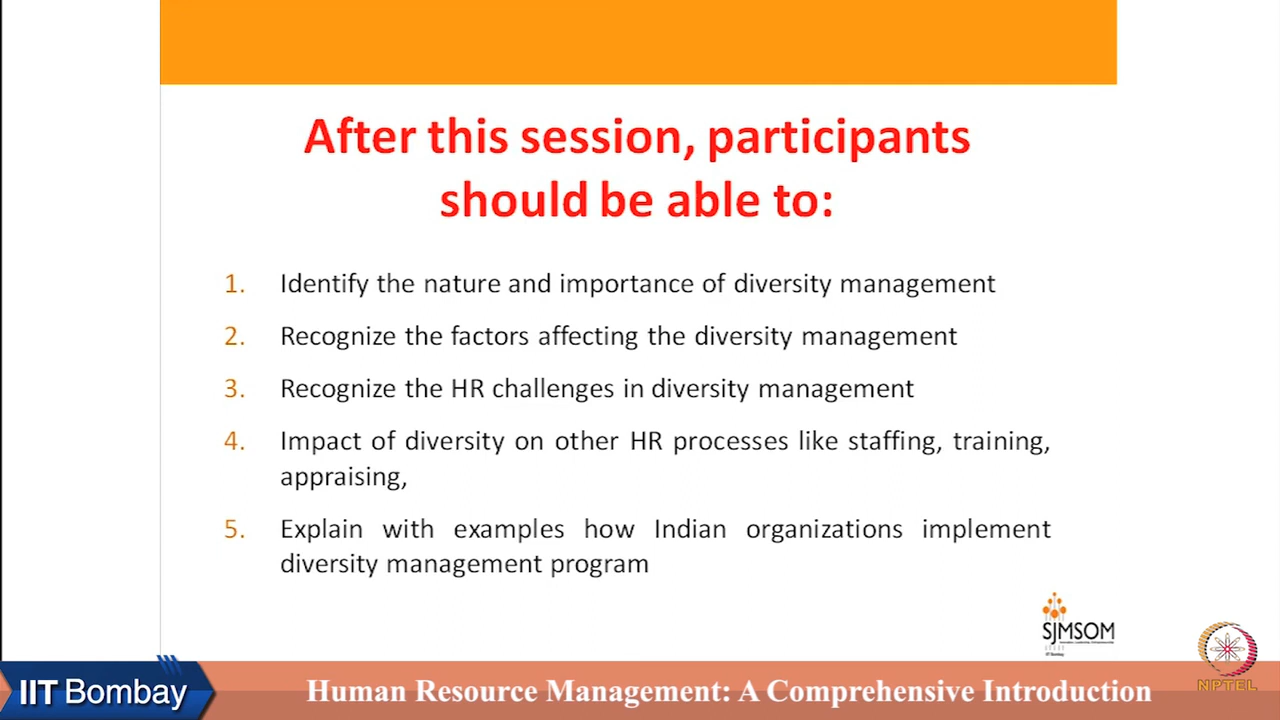 After this session, participants
should be able to:
1. Identify the nature and importance of diversity management
2. Recognize the factors affecting the diversity management
3. Recognize the HR challenges in diversity management
4. Impact of diversity on other HR processes like staffing, training,
appraising,
5. Explain with examples how Indian organizations implement
diversity management program
SJMSOM
IIT Bombay
NPTEL
IIT Bombay
Human Resource Management: A Comprehensive Introduction